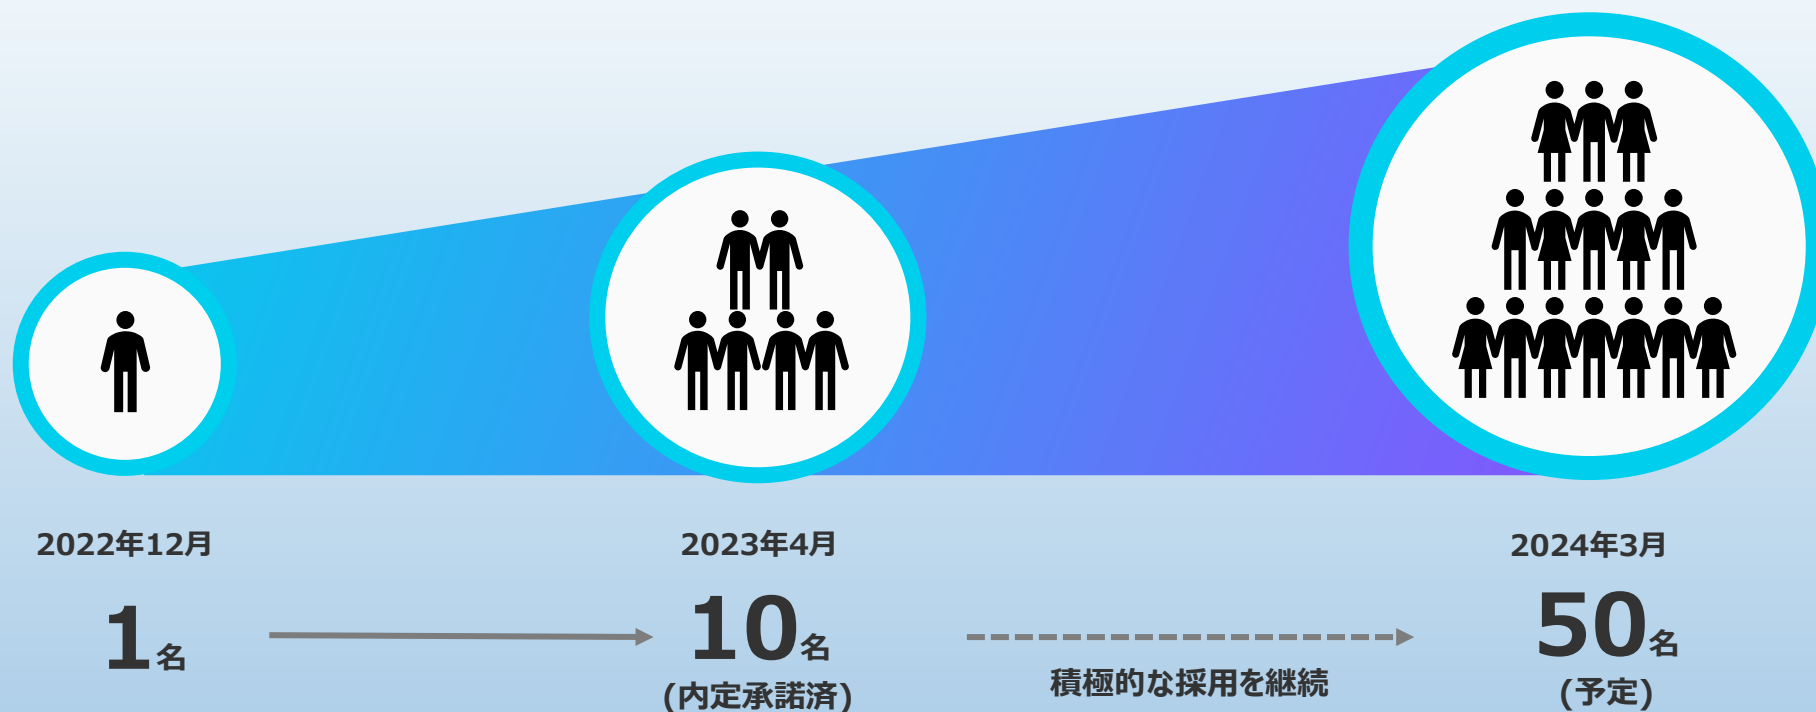 2022年12月
1名
2023年4月
10名
(内定承諾済)
積極的な採用を継続
2024年3月
50名
(予定)